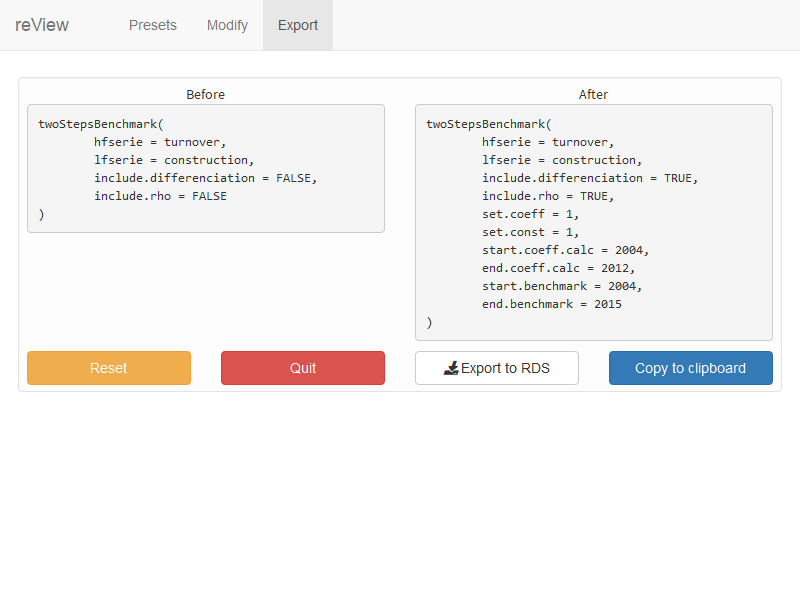 reView Presets Modify Export
Before
twoStepsBenchmark(
hfserie = turnover,
lfserie = construction,
include.differenciation = FALSE,
include.rho = FALSE
)
After
twoStepsBenchmark(
hfserie = turnover,
lfserie = construction,
include.differenciation = TRUE,
include.rho = TRUE,
set.coeff = 1,
set.const = 1,
start.coeff.calc = 2004,
end.coeff.calc = 2012,
start.benchmark = 2004,
end.benchmark = 2015
)
Reset Quit Export to RDS Copy to clipboard